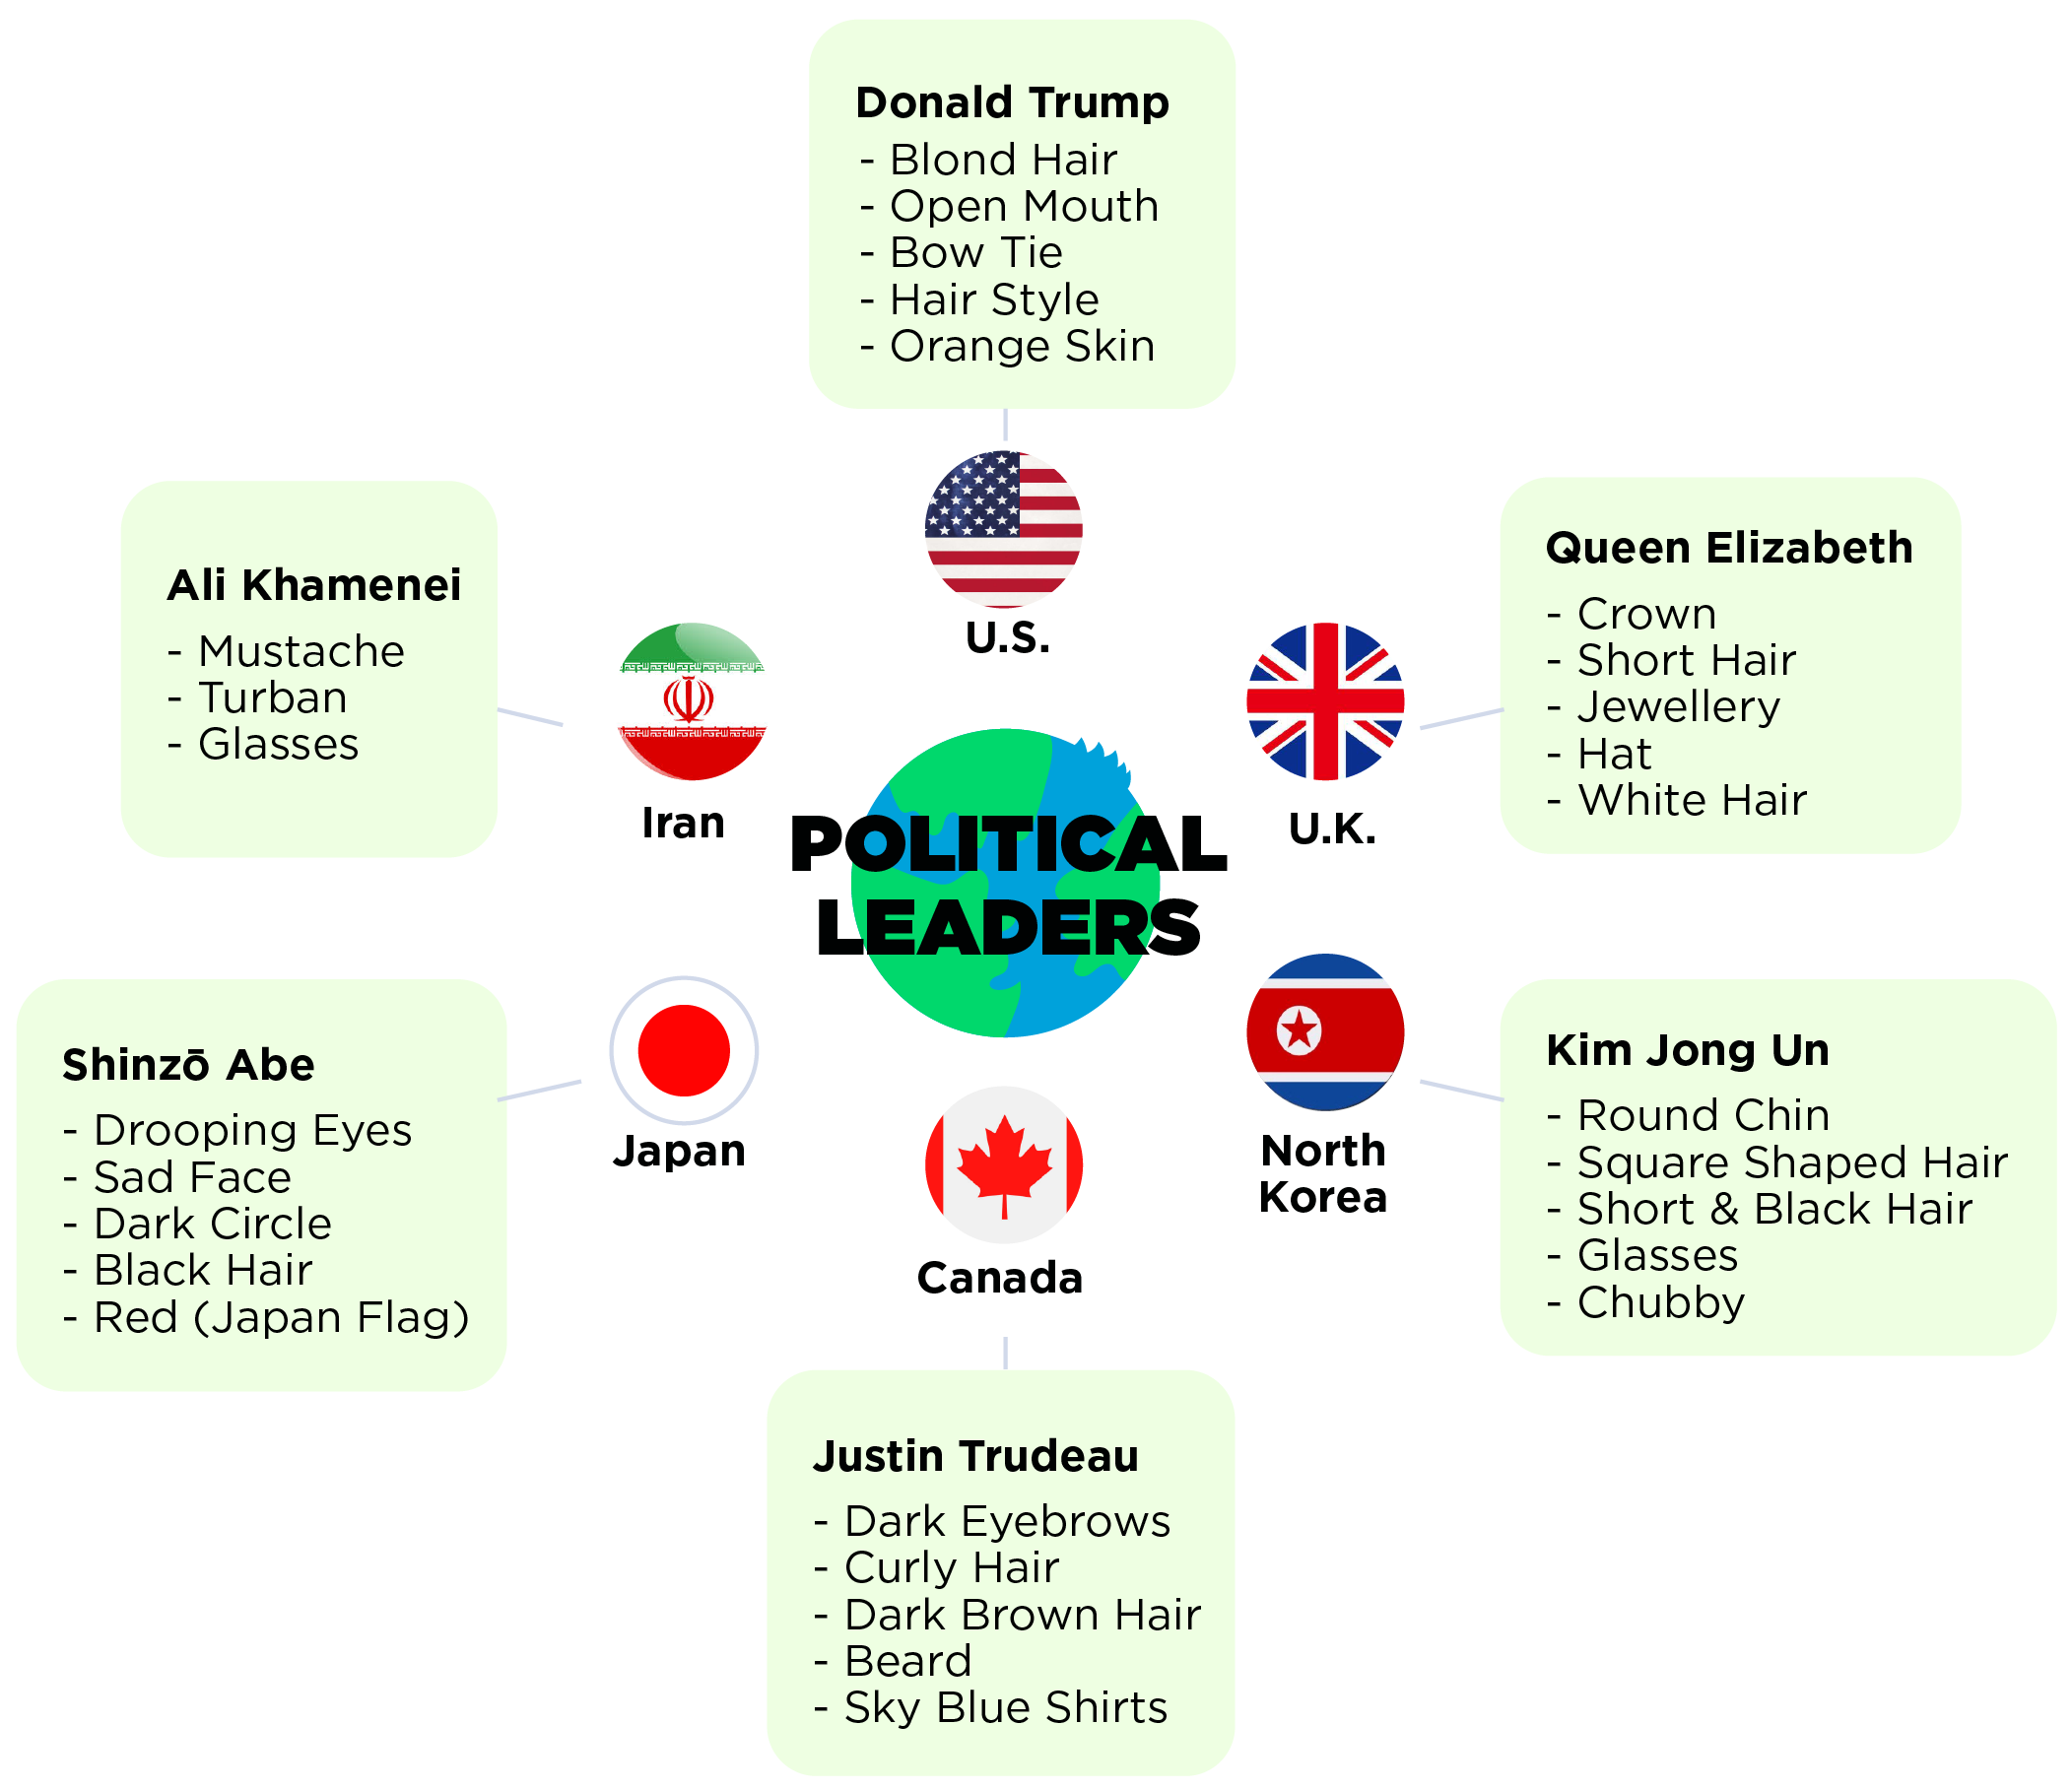 Donald Trump
- Blond Hair
- Open Mouth
- Bow Tie
- Hair Style
- Orange Skin
U.S.
Ali Khamenei
- Mustache
- Turban
- Glasses
Iran
Queen Elizabeth
- Crown
- Short Hair
- Jewellery
- Hat
- White Hair
U.K.
POLITICAL
LEADERS
Shinzō Abe
- Drooping Eyes
- Sad Face
- Dark Circle
- Black Hair
- Red (Japan Flag)
Japan
Kim Jong Un
- Round Chin
- Square Shaped Hair
- Short & Black Hair
- Glasses
- Chubby
North
Korea
Canada
Justin Trudeau
- Dark Eyebrows
- Curly Hair
- Dark Brown Hair
- Beard
- Sky Blue Shirts